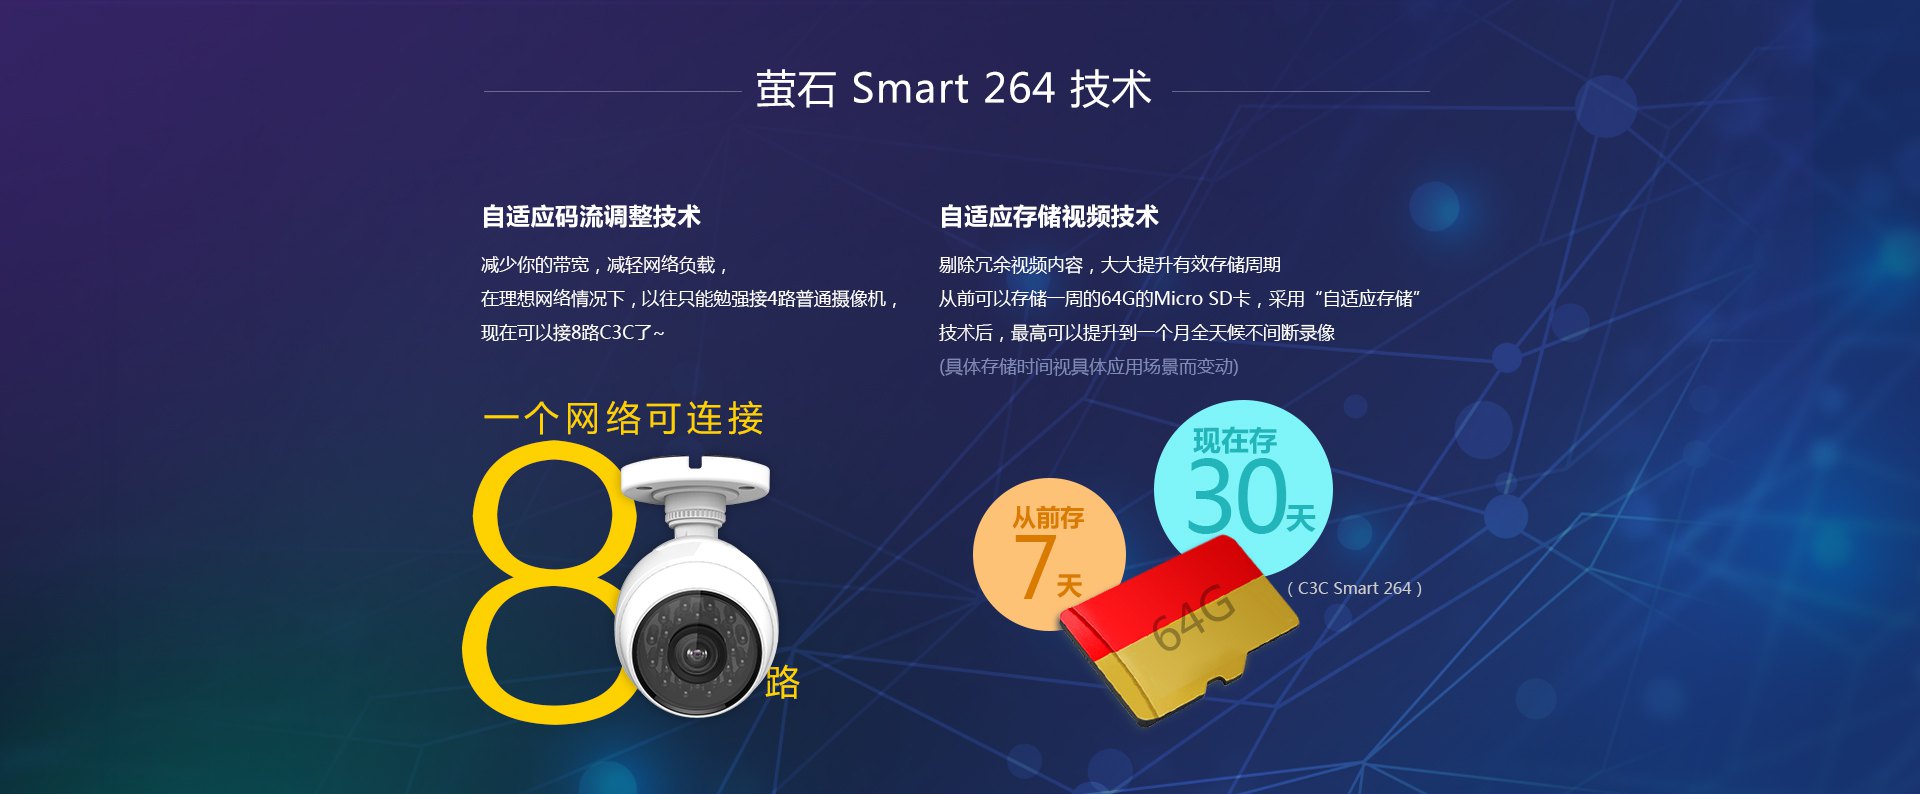 萤石 Smart 264 技术
自适应码流调整技术
减少你的带宽，减轻网络负载，
在理想网络情况下，以往只能勉强接4路普通摄像机，
现在可以接8路C3C了~
自适应存储视频技术
剔除冗余视频内容，大大提升有效存储周期
从前可以存储一周的64G的Micro SD卡，采用“自适应存储”
技术后，最高可以提升到一个月全天候不间断录像
(具体存储时间视具体应用场景而变动)
一个网络可连接
8路
从前存
7天
现在存
30天
64G
（C3C Smart 264）